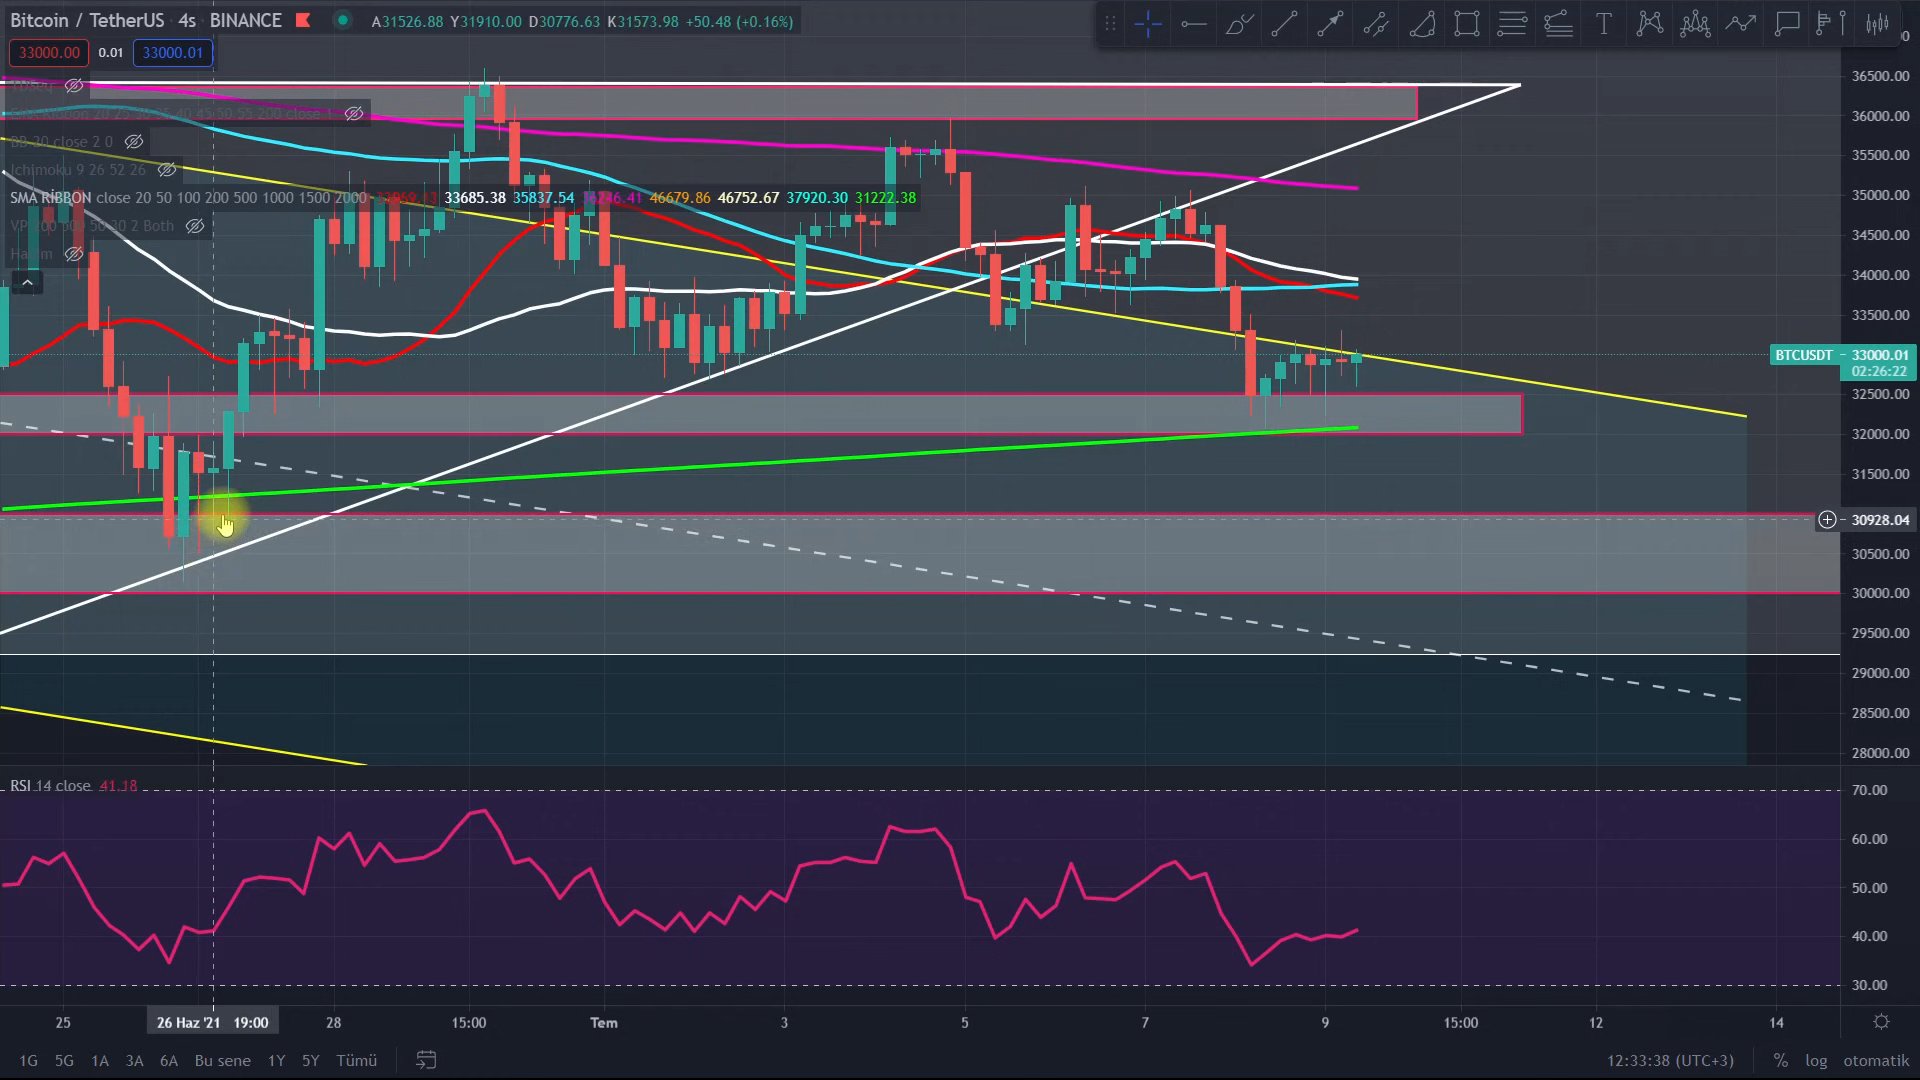 Bitcoin / TetherUS 4s BINANCE A31526.88 Y31910.00 D30776.63 K31573.98 +50.48 (+0.16%)
33000.00 0.01 33000.01
BB 20 close 2 0
Ichimoku 9 26 52 26
SMA RİBBON close 20 50 100 200 500 1000 1500 2000 33685.38 35837.54 36246.41 46679.86 46752.67 37920.30 31222.38
Hacim
36500.00
36000.00
35500.00
35000.00
34500.00
34000.00
33500.00
BTCUSDT 33000.01
02:26:22
32500.00
32000.00
31500.00
30928.04
30500.00
30000.00
29500.00
29000.00
28500.00
28000.00
RSI 14 close 41.18
70.00
60.00
50.00
40.00
30.00
25 26 Haz '21 19:00 28 15:00 Tem 3 5 7 9 15:00 12 14
1G 5G 1A 3A 6A Bu sene 1Y 5Y Tümü 12:33:38 (UTC+3) % log otomatik